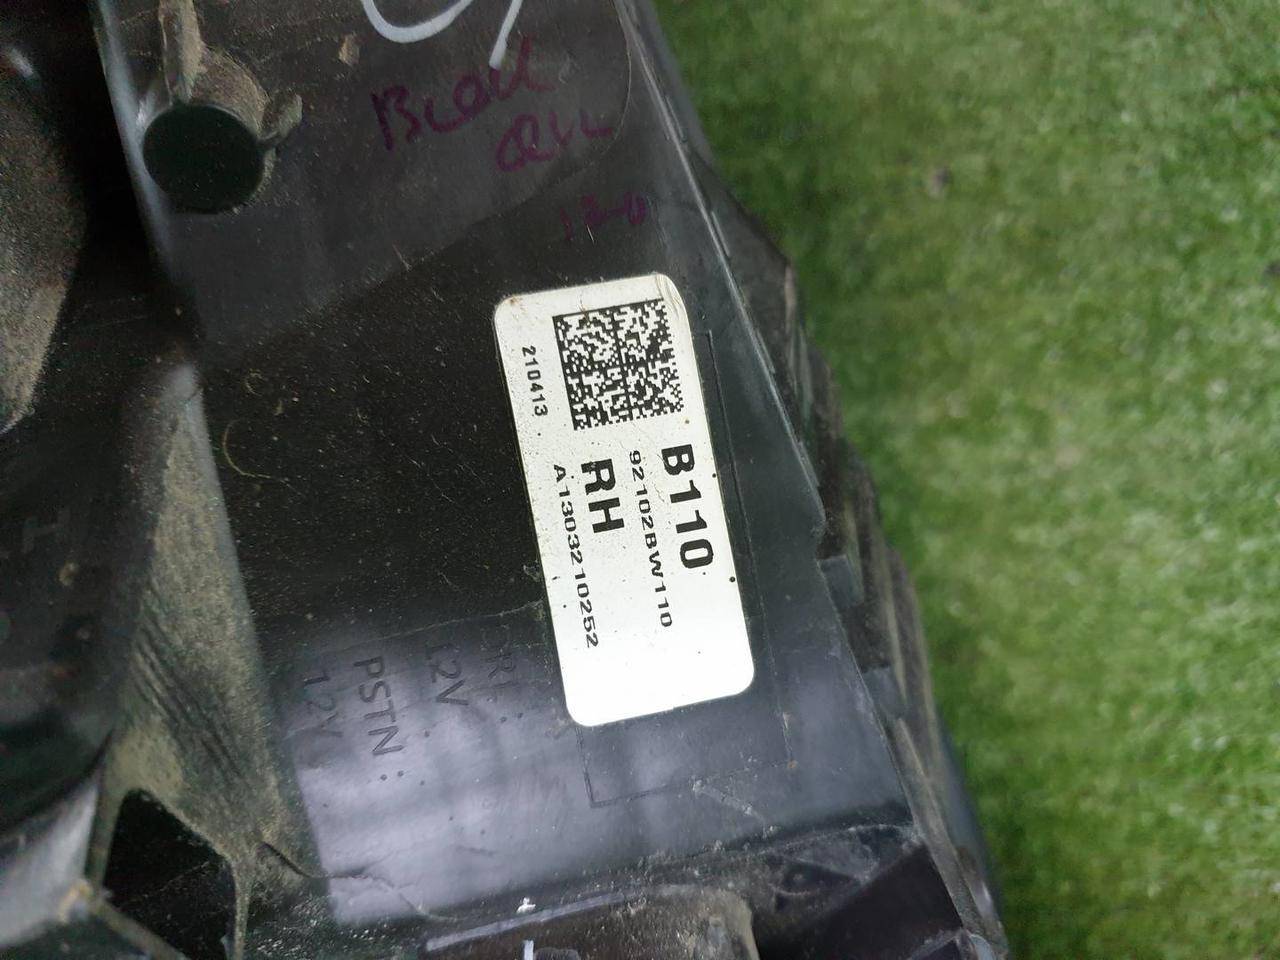 B110
92102BW110
RH
A1303210252
210413
DRL:
12V
PSTN:
12V